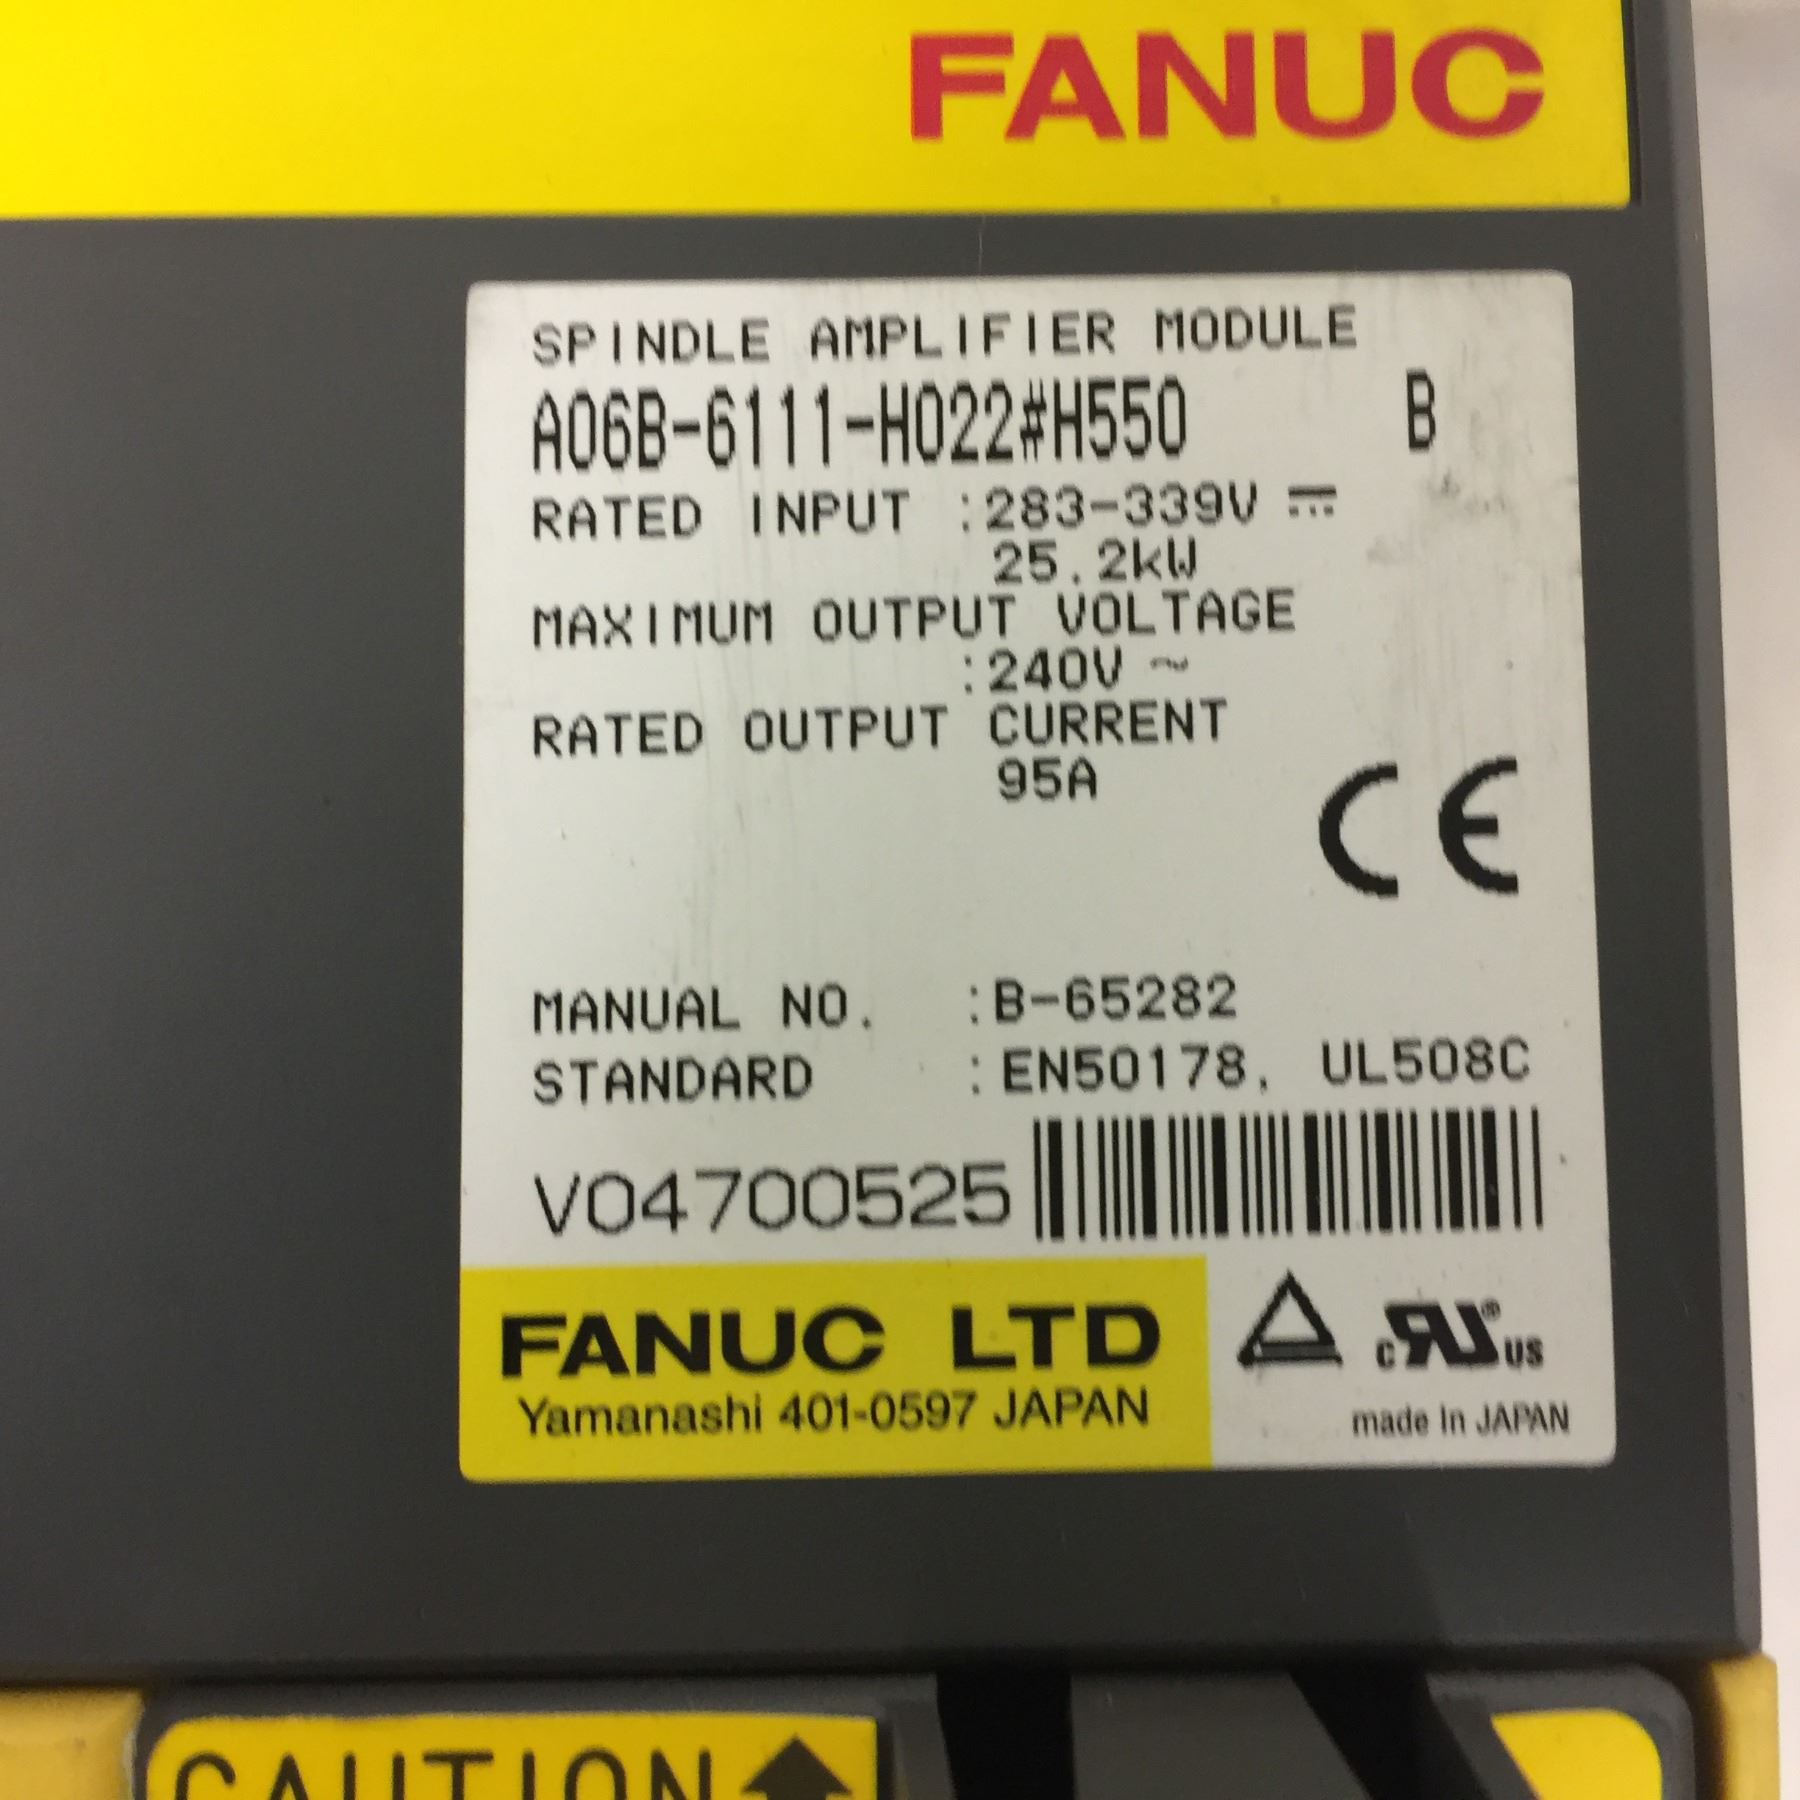 FANUC
SPINDLE AMPLIFIER MODULE
A06B-6111-H022#H550 B
RATED INPUT :283-339V ⎓
25.2kW
MAXIMUM OUTPUT VOLTAGE
:240V ~
RATED OUTPUT CURRENT
95A
CE
MANUAL NO. :B-65282
STANDARD :EN50178, UL508C
V04700525
FANUC LTD
Yamanashi 401-0597 JAPAN
c RU ® US
made In JAPAN
CAUTION